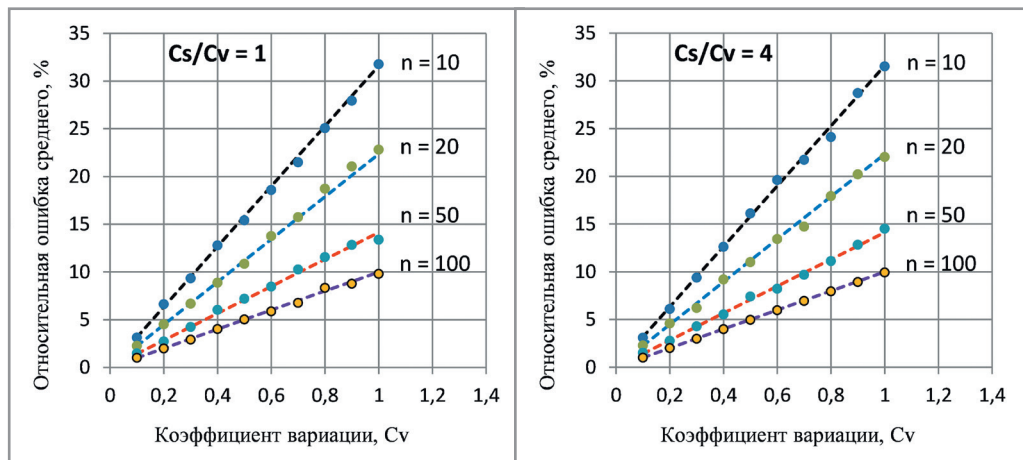 Cs/Cv = 1
Относительная ошибка среднего, %
35
30
25
20
15
10
5
0
n = 10
n = 20
n = 50
n = 100
0
0,2
0,4
0,6
0,8
1
1,2
1,4
Коэффициент вариации, Cv
Cs/Cv = 4
Относительная ошибка среднего, %
35
30
25
20
15
10
5
0
n = 10
n = 20
n = 50
n = 100
0
0,2
0,4
0,6
0,8
1
1,2
1,4
Коэффициент вариации, Cv